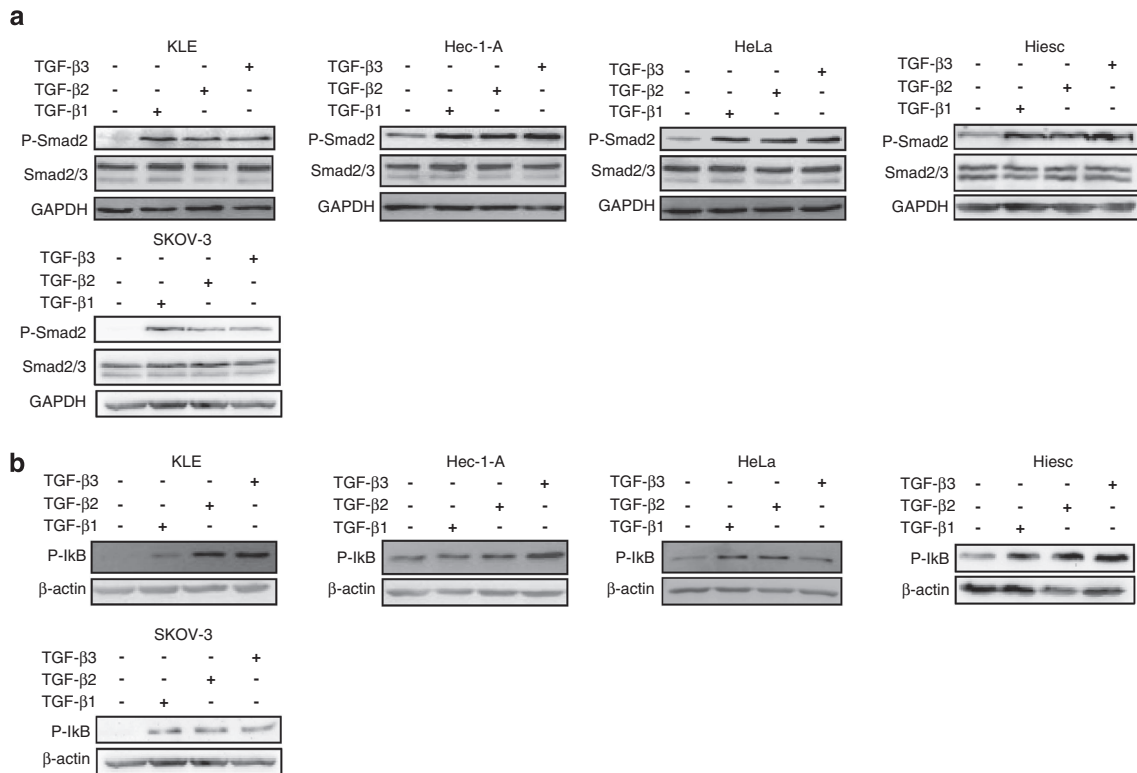 a
KLE
TGF-β3 - - - +
TGF-β2 - - + -
TGF-β1 - + - -
P-Smad2
Smad2/3
GAPDH
Hec-1-A
TGF-β3 - - - +
TGF-β2 - - + -
TGF-β1 - + - -
P-Smad2
Smad2/3
GAPDH
HeLa
TGF-β3 - - - +
TGF-β2 - - + -
TGF-β1 - + - -
P-Smad2
Smad2/3
GAPDH
Hiesc
TGF-β3 - - - +
TGF-β2 - - + -
TGF-β1 - + - -
P-Smad2
Smad2/3
GAPDH
SKOV-3
TGF-β3 - - - +
TGF-β2 - - + -
TGF-β1 - + - -
P-Smad2
Smad2/3
GAPDH
b
KLE
TGF-β3 - - - +
TGF-β2 - - + -
TGF-β1 - + - -
P-IkB
β-actin
Hec-1-A
TGF-β3 - - - +
TGF-β2 - - + -
TGF-β1 - + - -
P-IkB
β-actin
HeLa
TGF-β3 - - - +
TGF-β2 - - + -
TGF-β1 - + - -
P-IkB
β-actin
Hiesc
TGF-β3 - - - +
TGF-β2 - - + -
TGF-β1 - + - -
P-IkB
β-actin
SKOV-3
TGF-β3 - - - +
TGF-β2 - - + -
TGF-β1 - + - -
P-IkB
β-actin